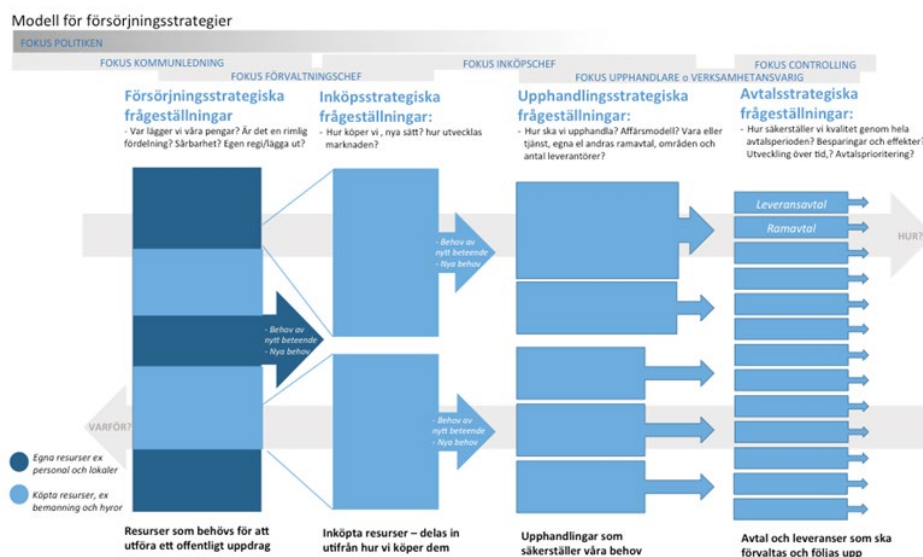 Modell för försörjningsstrategier
FOKUS POLITIKEN
FOKUS KOMMUNLEDNING
FOKUS INKÖPSCHEF
FOKUS CONTROLLING
FOKUS FÖRVALTNINGSCHEF
FOKUS UPPHANDLARE o VERKSAMHETANSVARIG
Försörjningsstrategiska
frågeställningar
- Var lägger vi våra pengar? Är det en rimlig
fördelning? Sårbarhet? Egen regi/lägga ut?
Inköpsstrategiska
frågeställningar:
- Hur köper vi , nya sätt? hur utvecklas
marknaden?
Upphandlingsstrategiska
frågeställningar:
- Hur ska vi upphandla? Affärsmodell? Vara eller
tjänst, egna el andras ramavtal, områden och
antal leverantörer?
Avtalsstrategiska
frågeställningar:
- Hur säkerställer vi kvalitet genom hela
avtalsperioden? Besparingar och effekter?
Utveckling över tid,? Avtalsprioritering?
Leveransavtal
Ramavtal
HUR?
- Behov av
nytt beteende
- Nya behov
- Behov av
nytt beteende
- Nya behov
- Behov av
nytt beteende
- Nya behov
VARFÖR?
Egna resurser ex
personal och lokaler
Köpta resurser, ex
bemanning och hyror
Resurser som behövs för att
utföra ett offentligt uppdrag
Inköpta resurser – delas in
utifrån hur vi köper dem
Upphandlingar som
säkerställer våra behov
Avtal och leveranser som ska
förvaltas och följas upp